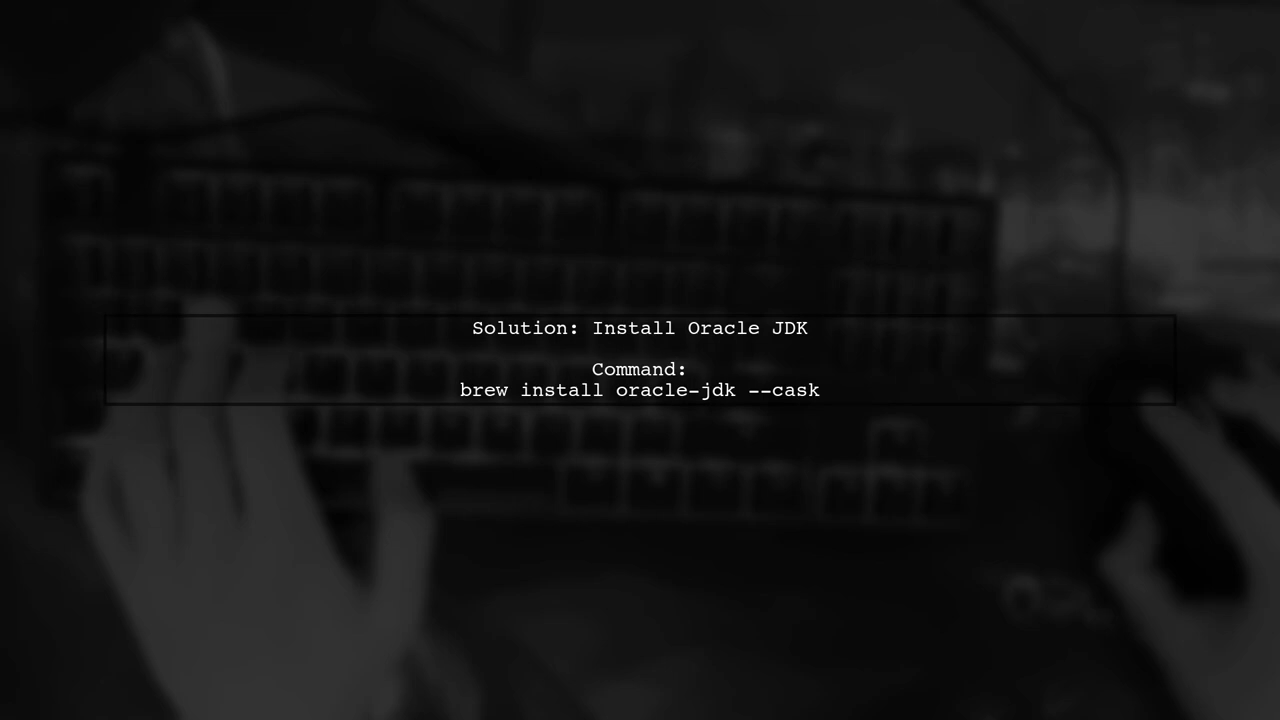 Solution: Install Oracle JDK
Command:
brew install oracle-jdk --cask